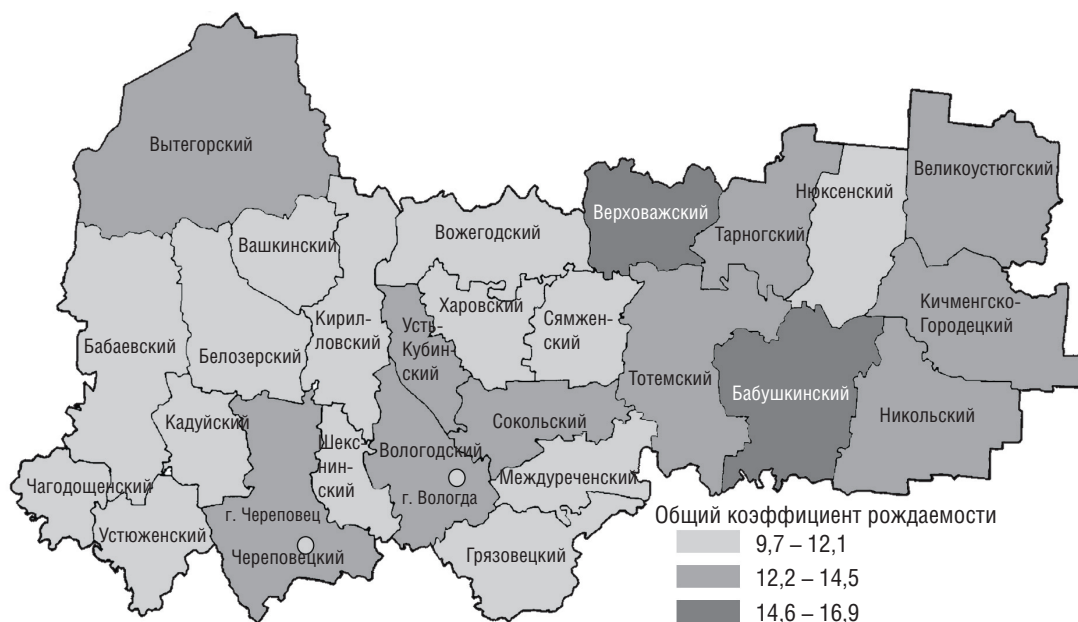 Вытегорский
Великоустюгский
Нюксенский
Верховажский
Тарногский
Вашкинский
Вожегодский
Харовский
Сямжен-
ский
Кичменгско-
Городецкий
Кирил-
ловский
Усть-
Кубин-
ский
Бабаевский
Белозерский
Тотемский
Бабушкинский
Никольский
Кадуйский
Сокольский
Шекс-
нин-
ский
Вологодский
г. Вологда
Междуреченский
Чагодощенский
Устюженский
г. Череповец
Череповецкий
Грязовецкий
Общий коэффициент рождаемости
9,7 – 12,1
12,2 – 14,5
14,6 – 16,9